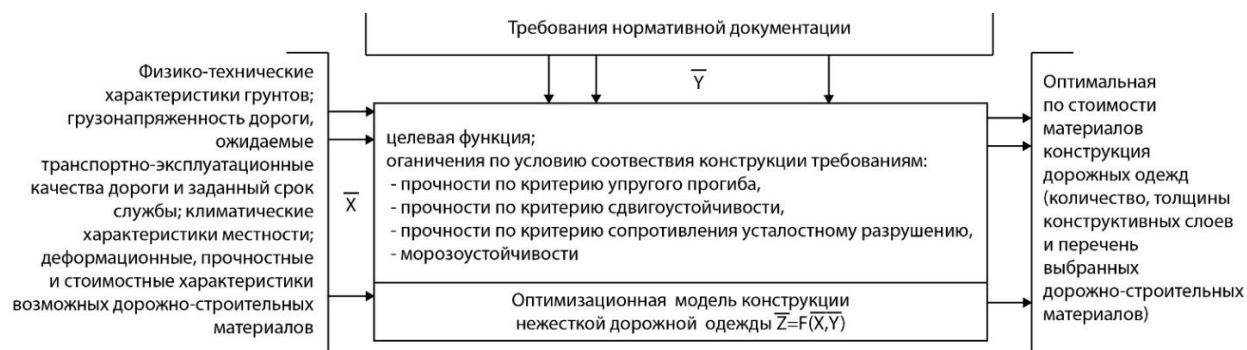 Требования нормативной документации
Y
Физико-технические
характеристики грунтов;
грузонапряженность дороги,
ожидаемые
транспортно-эксплуатационные
качества дороги и заданный срок
службы; климатические
характеристики местности;
деформационные, прочностные
и стоимостные характеристики
возможных дорожно-строительных
материалов
X
целевая функция;
оганичения по условию соотвествия конструкции требованиям:
- прочности по критерию упругого прогиба,
- прочности по критерию сдвигоустойчивости,
- прочности по критерию сопротивления усталостному разрушению,
- морозоустойчивости
Оптимизационная модель конструкции
нежесткой дорожной одежды Z̅=F(X̅,Y̅)
Оптимальная
по стоимости
материалов
конструкция
дорожных одежд
(количество, толщины
конструктивных слоев
и перечень
выбранных
дорожно-строительных
материалов)